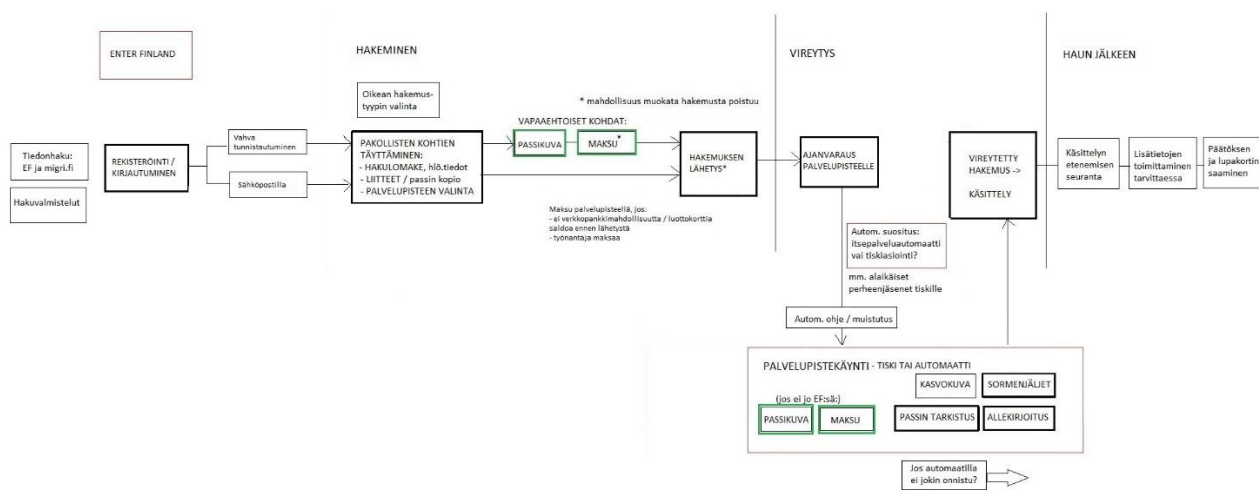 ENTER FINLAND
HAKEMINEN
VIREYTYS
HAUN JÄLKEEN
Tiedonhaku:
EF ja migri.fi
Hakuvalmistelut
REKISTERÖINTI /
KIRJAUTUMINEN
Vahva
tunnistautuminen
Sähköpostilla
Oikean hakemus-
tyypin valinta
PAKOLLISTEN KOHTIEN
TÄYTTÄMINEN:
- HAKULOMAKE, hlö.tiedot
- LIITTEET / passin kopio
- PALVELUPISTEEN VALINTA
* mahdollisuus muokata hakemusta poistuu
VAPAAEHTOISET KOHDAT:
PASSIKUVA
MAKSU*
HAKEMUKSEN
LÄHETYS*
Maksu palvelupisteellä, jos:
- ei verkopankkimahdollisuutta / luottokorttia
saldoa ennen lähetystä
- työnantaja maksaa
AJANVARAUS
PALVELUPISTEELLE
Autom. suositus:
itsepalveluautomaatti
vai tiskiasiointi?
mm. alaikäiset
perheenjäsenet tiskille
Autom. ohje / muistutus
PALVELUPISTEKÄYNTI - TISKI TAI AUTOMAATTI
(jos ei jo EF:sä:)
PASSIKUVA
MAKSU
KASVOKUVA
SORMENJÄLJET
PASSIN TARKISTUS
ALLEKIRJOITUS
Jos automaatilla
ei jokin onnistu?
VIREYTETTY
HAKEMUS ->
KÄSITTELY
Käsittelyn
etenemisen
seuranta
Lisätietojen
toimittaminen
tarvittaessa
Päätöksen
ja lupakortin
saaminen